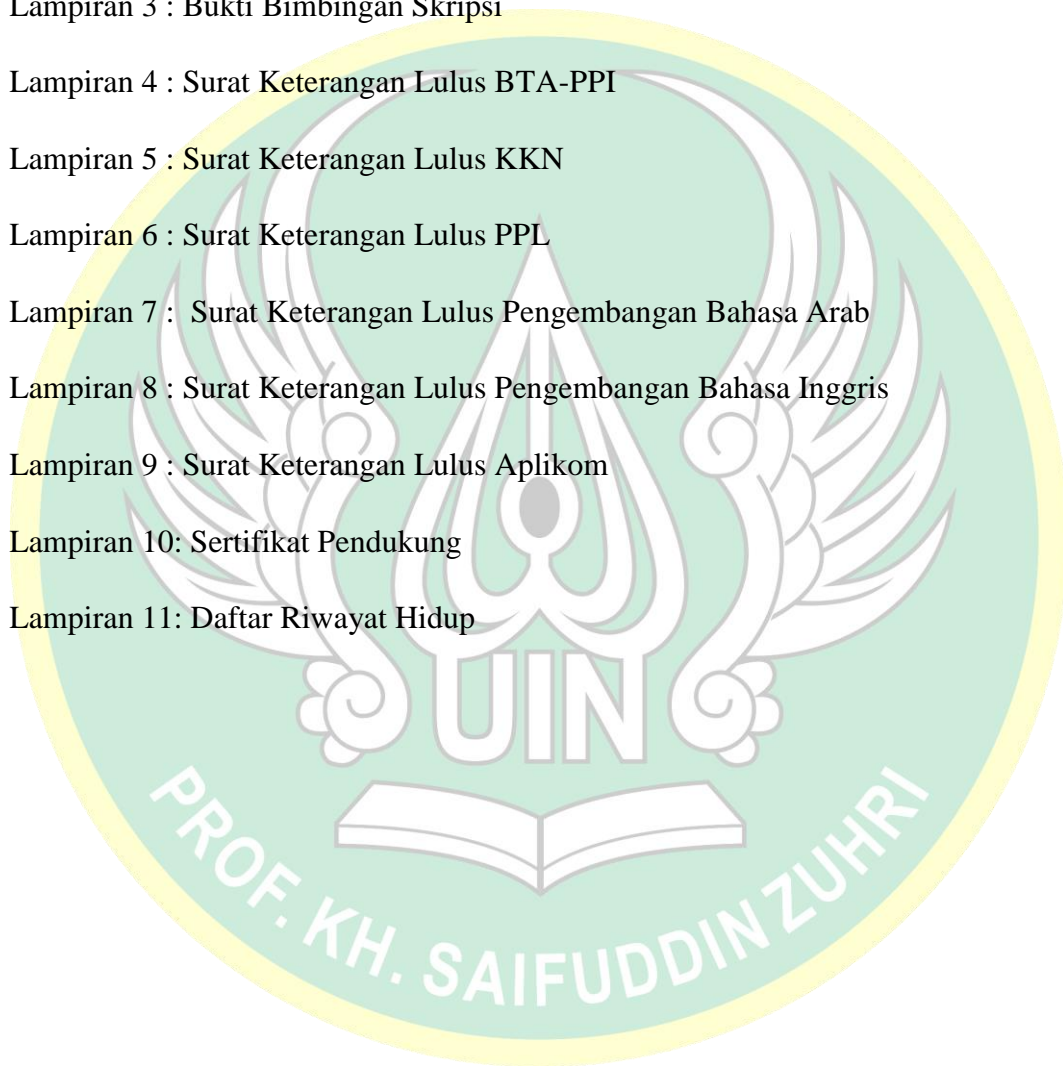 Lampiran 3 : Bukti Bimbingan Skripsi
Lampiran 4 : Surat Keterangan Lulus BTA-PPI
Lampiran 5 : Surat Keterangan Lulus KKN
Lampiran 6 : Surat Keterangan Lulus PPL
Lampiran 7 :  Surat Keterangan Lulus Pengembangan Bahasa Arab
Lampiran 8 : Surat Keterangan Lulus Pengembangan Bahasa Inggris
Lampiran 9 : Surat Keterangan Lulus Aplikom
Lampiran 10: Sertifikat Pendukung
Lampiran 11: Daftar Riwayat Hidup
UIN
PROF. KH. SAIFUDDIN ZUHRI